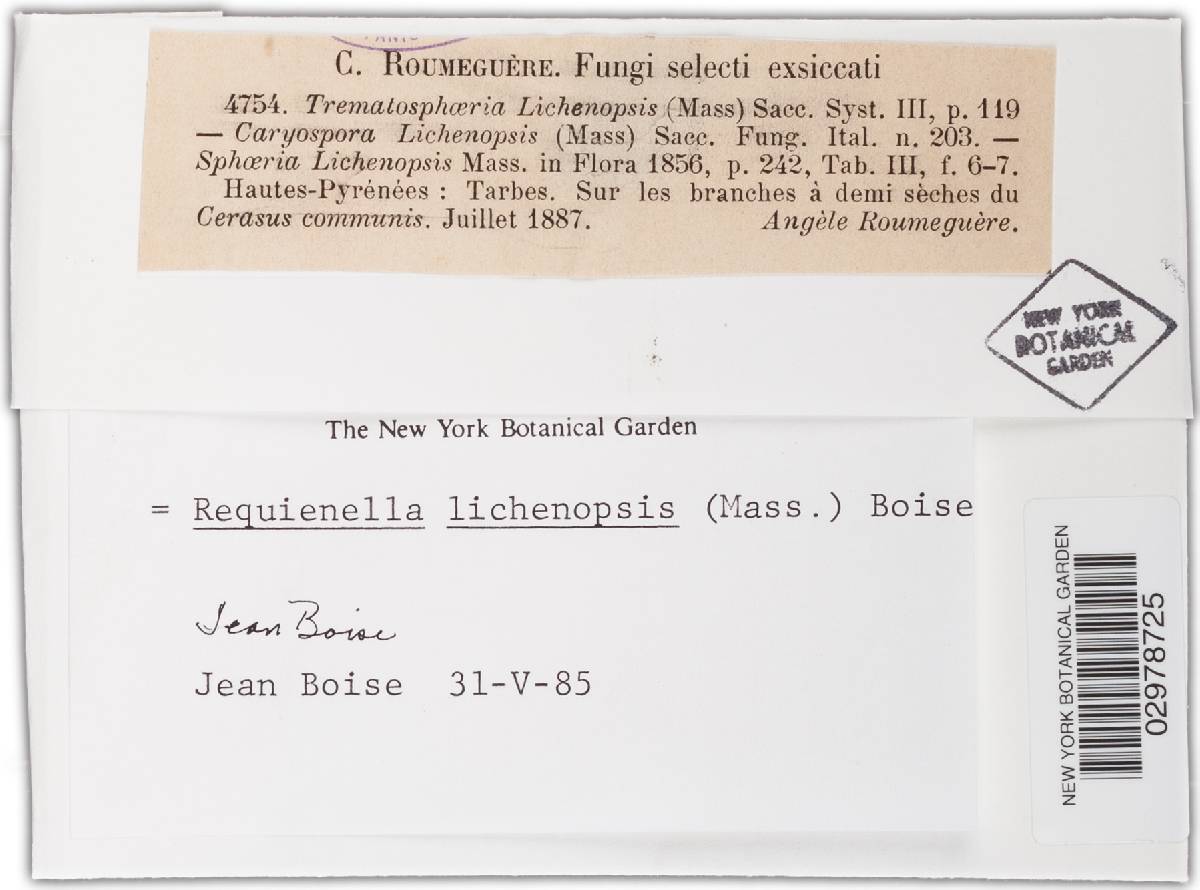 C. ROUMEGUÈRE. Fungi selecti exsiccati
4754. Trematosphœria Lichenopsis (Mass) Sacc. Syst. III, p. 119
— Caryospora Lichenopsis (Mass) Sacc. Fung. Ital. n. 203. —
Sphœria Lichenopsis Mass. in Flora 1856, p. 242, Tab. III, f. 6-7.
Hautes-Pyrénées : Tarbes. Sur les branches à demi sèches du
Cerasus communis. Juillet 1887. Angèle Roumeguère.
NEW YORK
BOTANICAL
GARDEN
The New York Botanical Garden
= Requienella lichenopsis (Mass.) Boise
Jean Boise
Jean Boise 31-V-85
NEW YORK BOTANICAL GARDEN
02978725